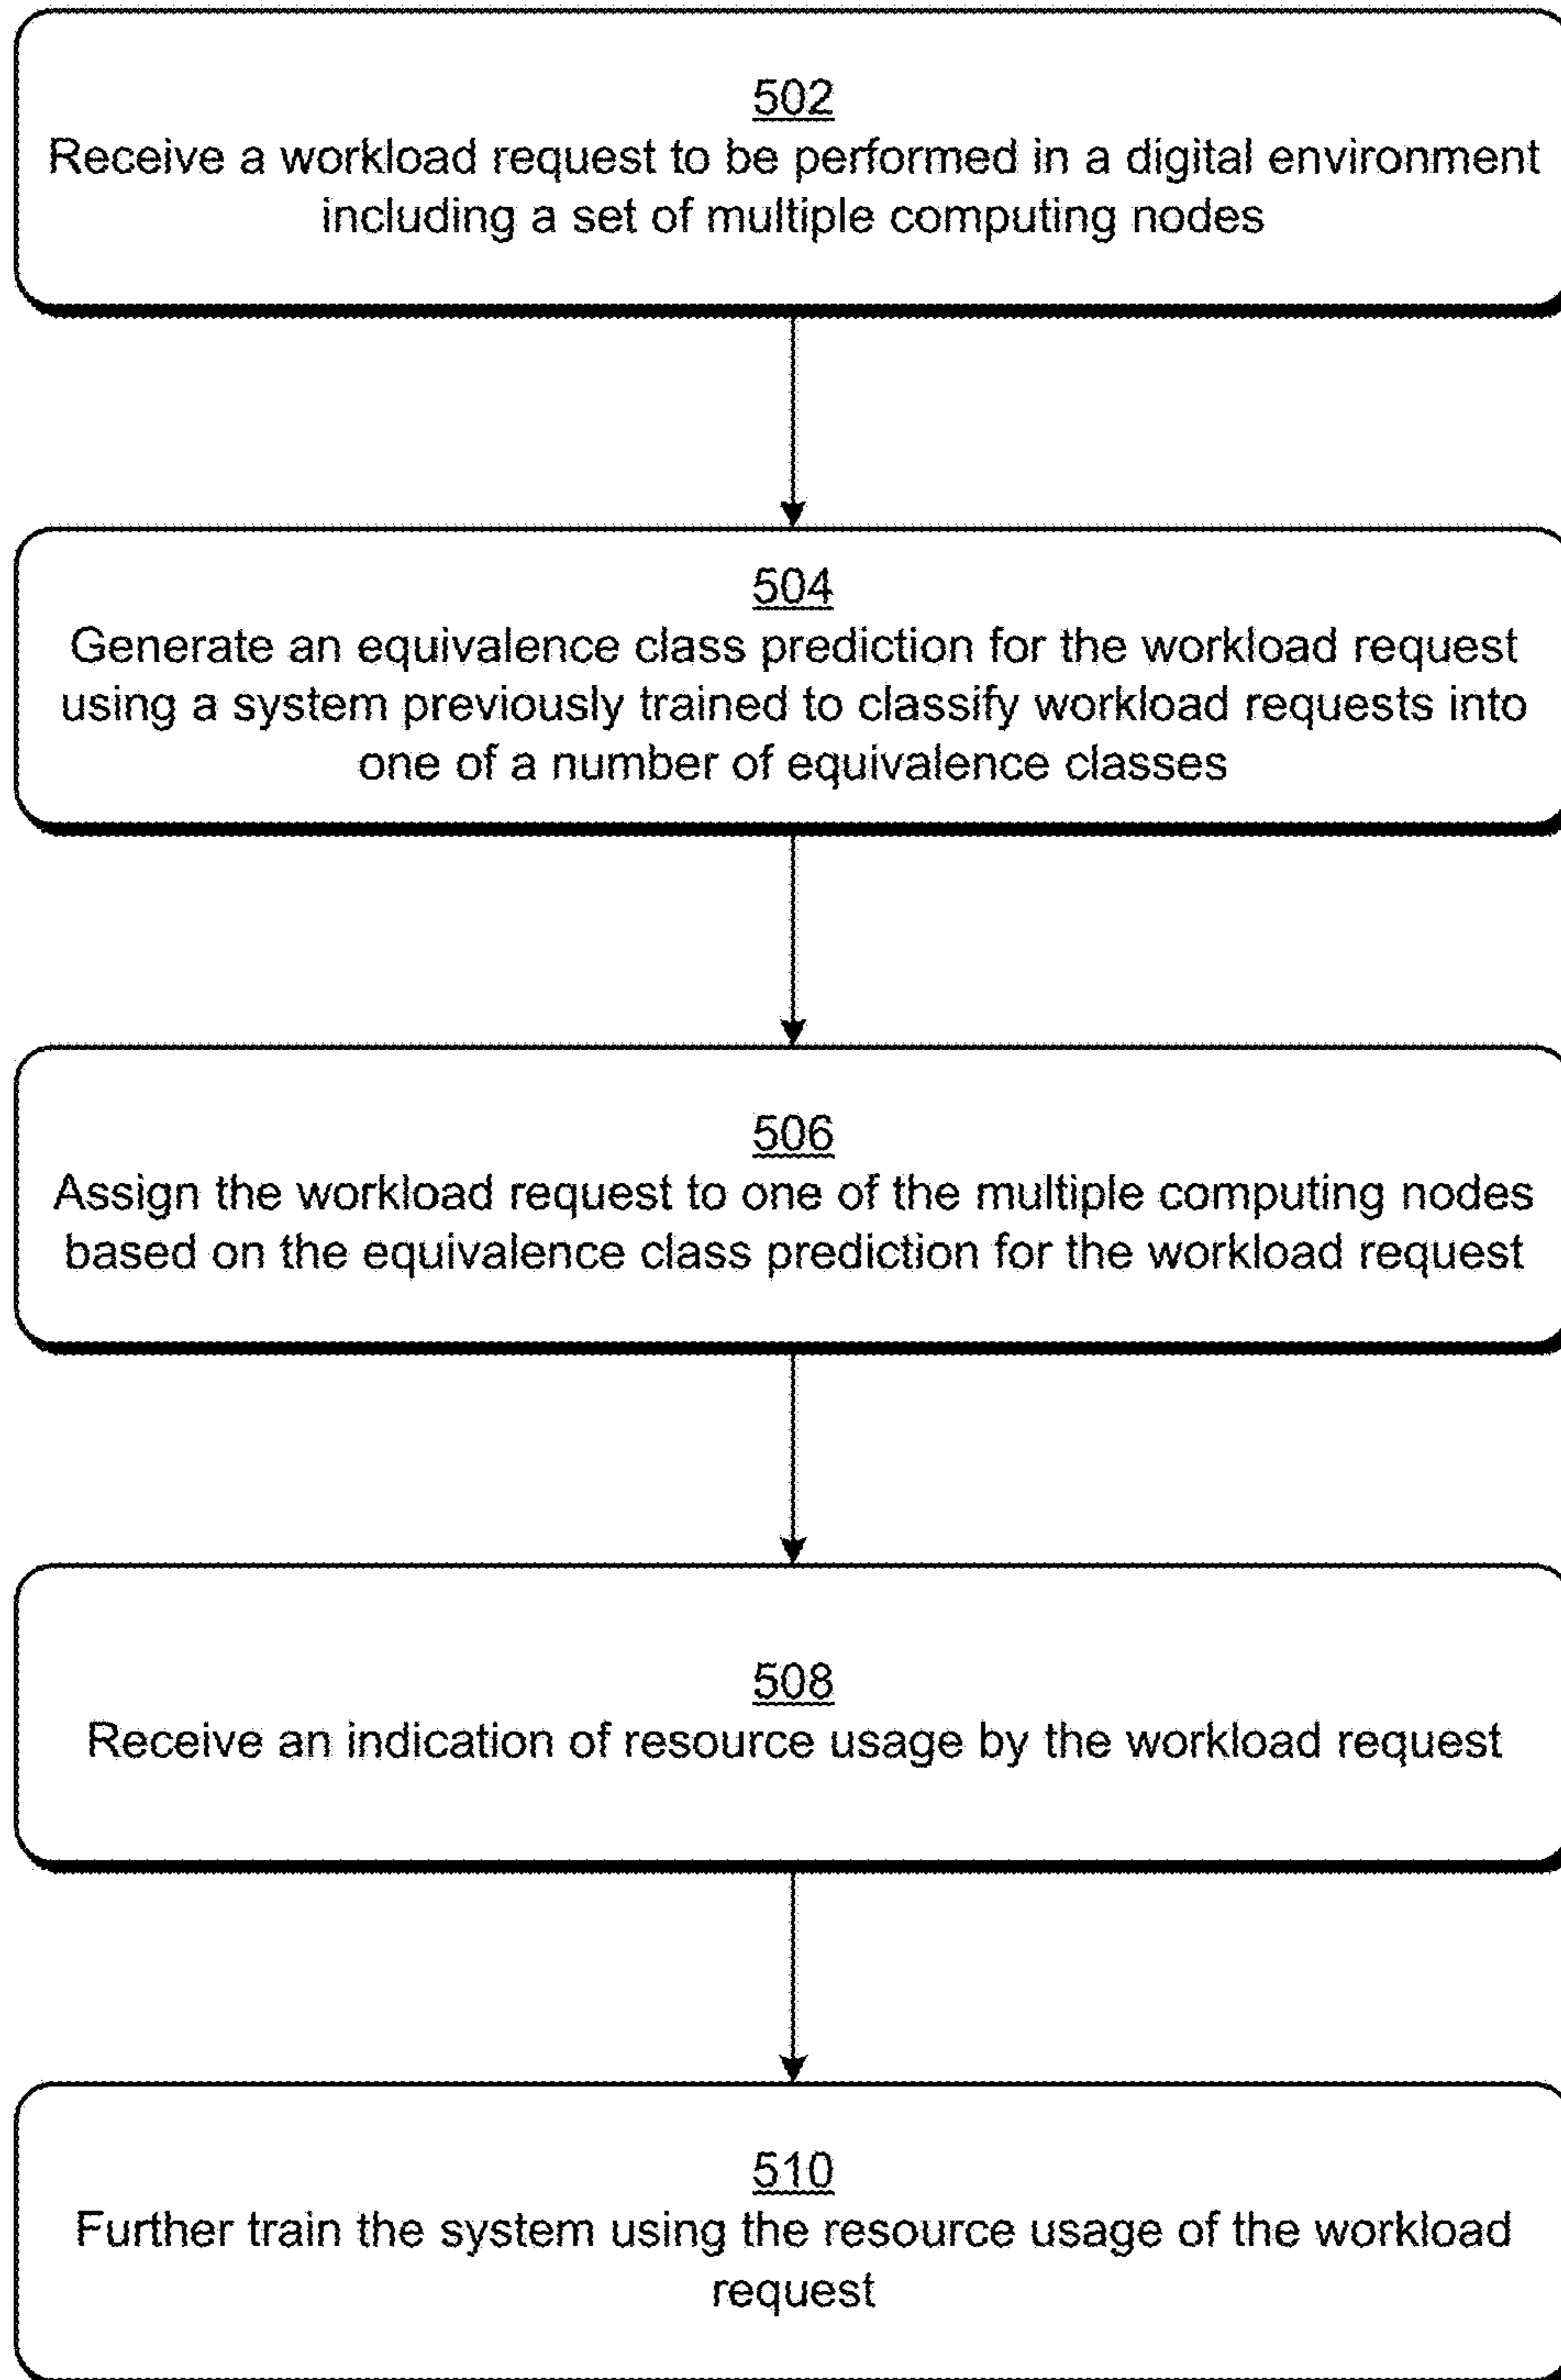 502
Receive a workload request to be performed in a digital environment
including a set of multiple computing nodes
504
Generate an equivalence class prediction for the workload request
using a system previously trained to classify workload requests into
one of a number of equivalence classes
506
Assign the workload request to one of the multiple computing nodes
based on the equivalence class prediction for the workload request
508
Receive an indication of resource usage by the workload request
510
Further train the system using the resource usage of the workload
request